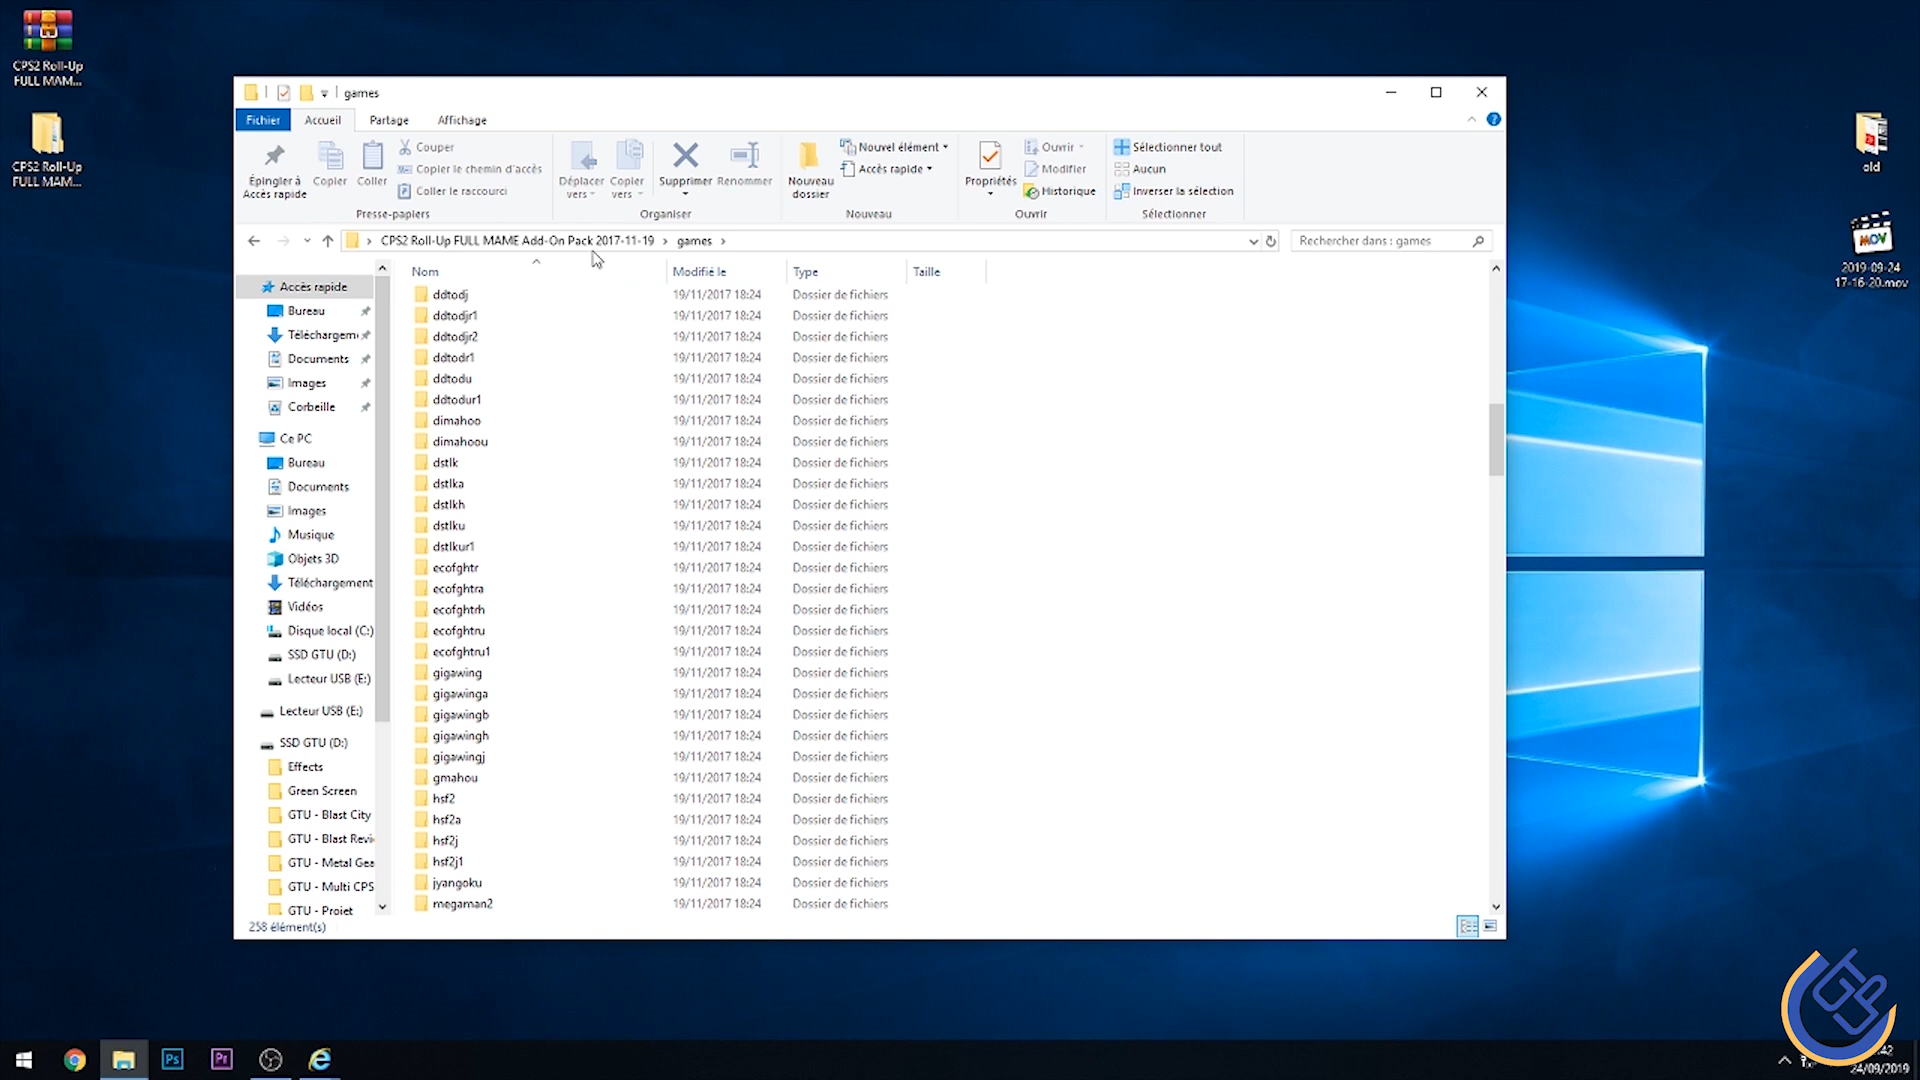 CPS2 Roll-Up
FULL MAM...
CPS2 Roll-Up
FULL MAM...
old
2019-09-24
17-16-20.mov
games
Fichier Accueil Partage Affichage
Épingler à
Accès rapide
Copier
Coller
Couper
Copier le chemin d'accès
Coller le raccourci
Presse-papiers
Déplacer
vers
Copier
vers
Supprimer
Renommer
Organiser
Nouveau
dossier
Nouvel élément
Accès rapide
Nouveau
Propriétés
Ouvrir
Modifier
Historique
Ouvrir
Sélectionner tout
Aucun
Inverser la sélection
Sélectionner
CPS2 Roll-Up FULL MAME Add-On Pack 2017-11-19 › games ›
Rechercher dans : games
Accès rapide
Bureau
Téléchargem
Documents
Images
Corbeille
Ce PC
Bureau
Documents
Images
Musique
Objets 3D
Téléchargement
Vidéos
Disque local (C:)
SSD GTU (D:)
Lecteur USB (E:)
Lecteur USB (E:)
SSD GTU (D:)
Effects
Green Screen
GTU - Blast City
GTU - Blast Revi
GTU - Metal Gea
GTU - Multi CPS
GTU - Projet
Nom Modifié le Type Taille
ddtodj 19/11/2017 18:24 Dossier de fichiers
ddtodjr1 19/11/2017 18:24 Dossier de fichiers
ddtodjr2 19/11/2017 18:24 Dossier de fichiers
ddtodr1 19/11/2017 18:24 Dossier de fichiers
ddtodu 19/11/2017 18:24 Dossier de fichiers
ddtodur1 19/11/2017 18:24 Dossier de fichiers
dimahoo 19/11/2017 18:24 Dossier de fichiers
dimahoou 19/11/2017 18:24 Dossier de fichiers
dstlk 19/11/2017 18:24 Dossier de fichiers
dstlka 19/11/2017 18:24 Dossier de fichiers
dstlkh 19/11/2017 18:24 Dossier de fichiers
dstlku 19/11/2017 18:24 Dossier de fichiers
dstlkur1 19/11/2017 18:24 Dossier de fichiers
ecofghtr 19/11/2017 18:24 Dossier de fichiers
ecofghtra 19/11/2017 18:24 Dossier de fichiers
ecofghtrh 19/11/2017 18:24 Dossier de fichiers
ecofghtru 19/11/2017 18:24 Dossier de fichiers
ecofghtru1 19/11/2017 18:24 Dossier de fichiers
gigawing 19/11/2017 18:24 Dossier de fichiers
gigawinga 19/11/2017 18:24 Dossier de fichiers
gigawingb 19/11/2017 18:24 Dossier de fichiers
gigawingh 19/11/2017 18:24 Dossier de fichiers
gigawingj 19/11/2017 18:24 Dossier de fichiers
gmahou 19/11/2017 18:24 Dossier de fichiers
hsf2 19/11/2017 18:24 Dossier de fichiers
hsf2a 19/11/2017 18:24 Dossier de fichiers
hsf2j 19/11/2017 18:24 Dossier de fichiers
hsf2j1 19/11/2017 18:24 Dossier de fichiers
jyangoku 19/11/2017 18:24 Dossier de fichiers
megaman2 19/11/2017 18:24 Dossier de fichiers
258 élément(s)
MOV
Ps
Pr
24/09/2019